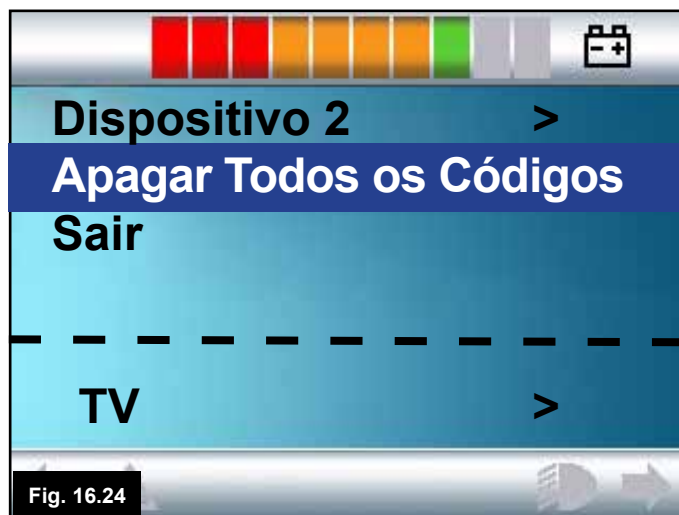 Dispositivo 2 >
Apagar Todos os Códigos
Sair
TV >
Fig. 16.24